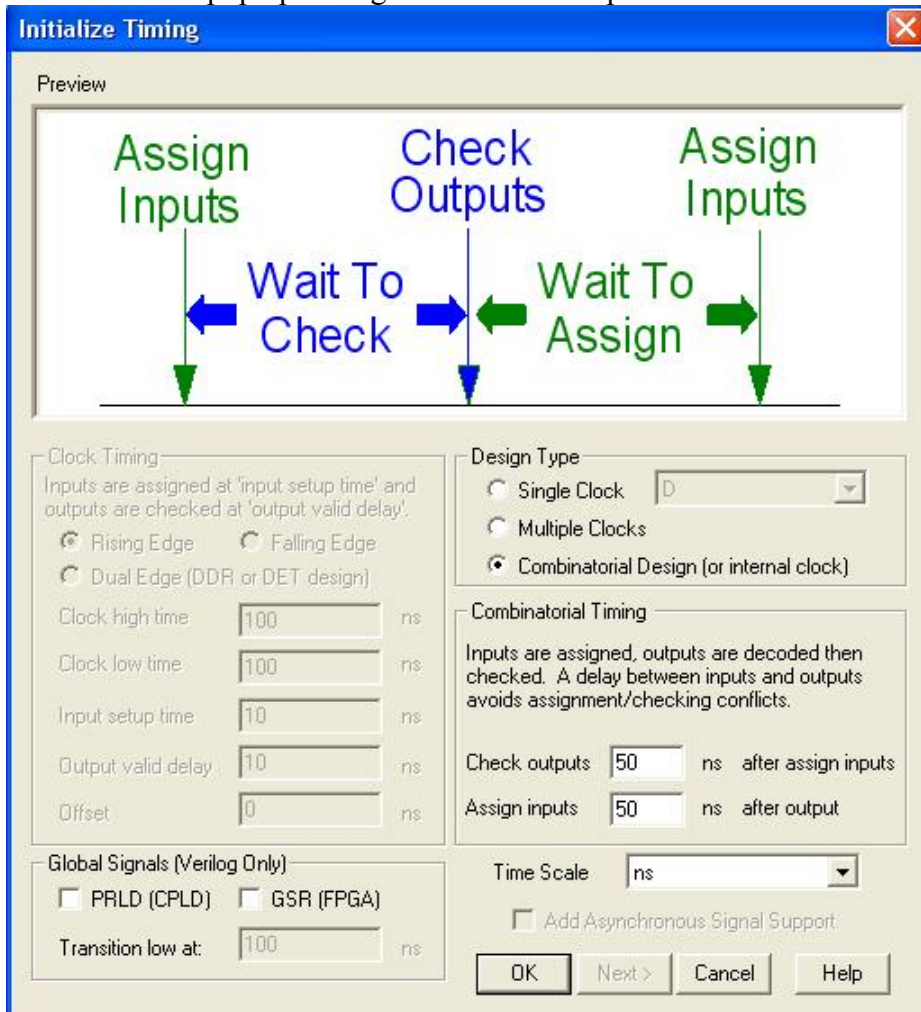 Initialize Timing
Preview
Assign
Inputs
Check
Outputs
Assign
Inputs
Wait To
Check
Wait To
Assign
Clock Timing
Inputs are assigned at 'input setup time' and
outputs are checked at 'output valid delay'.
Rising Edge Falling Edge
Dual Edge (DDR or DET design)
Clock high time 100 ns
Clock low time 100 ns
Input setup time 10 ns
Output valid delay 10 ns
Offset 0 ns
Global Signals (Verilog Only)
PRLD (CPLD) GSR (FPGA)
Transition low at: 100 ns
Design Type
Single Clock D
Multiple Clocks
Combinatorial Design (or internal clock)
Combinatorial Timing
Inputs are assigned, outputs are decoded then
checked. A delay between inputs and outputs
avoids assignment/checking conflicts.
Check outputs 50 ns after assign inputs
Assign inputs 50 ns after output
Time Scale ns
Add Asynchronous Signal Support
OK Next > Cancel Help